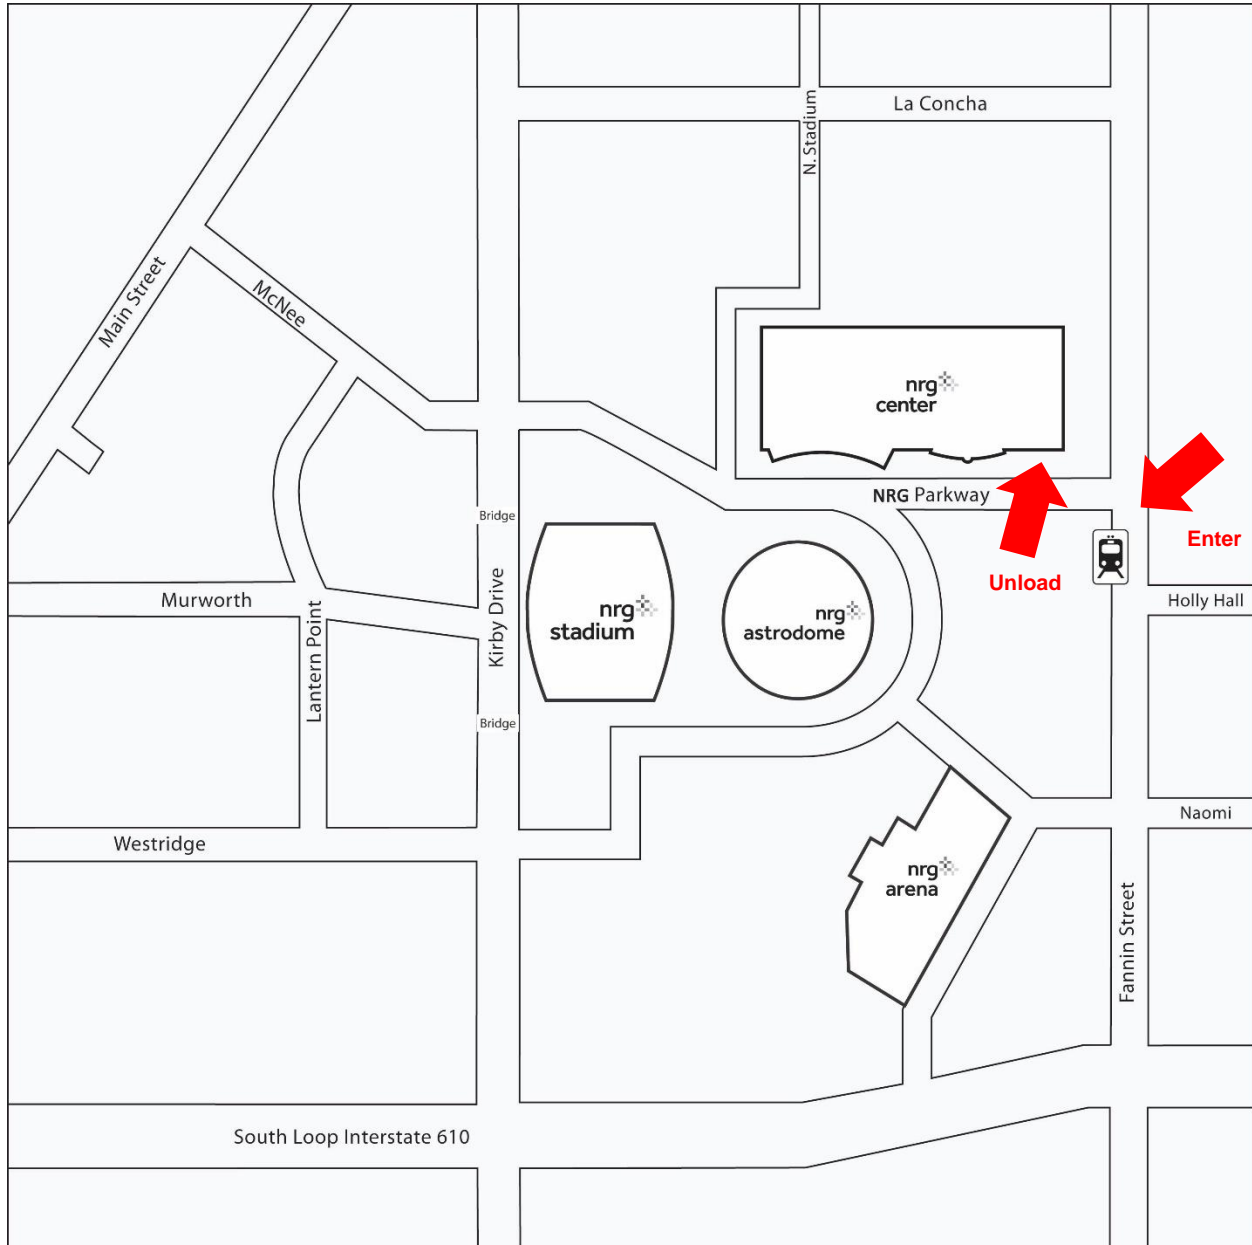 La Concha
N. Stadium
Main Street
McNee
nrg
center
NRG Parkway
Bridge
Enter
Unload
Murworth
Holly Hall
Lantern Point
Kirby Drive
nrg
stadium
nrg
astrodome
Bridge
Naomi
Westridge
nrg
arena
Fannin Street
South Loop Interstate 610